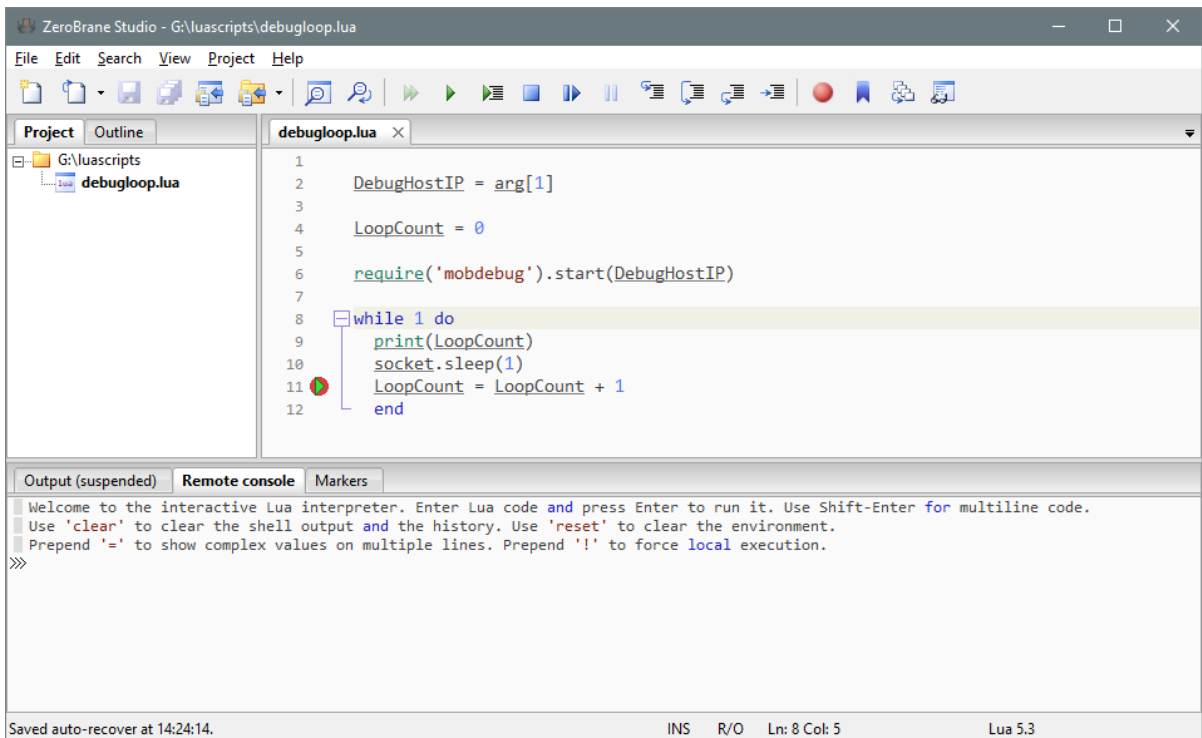 ZeroBrane Studio - G:\luascripts\debugloop.lua
File Edit Search View Project Help
Project Outline
debugloop.lua
G:\luascripts
debugloop.lua
1
2 DebugHostIP = arg[1]
3
4 LoopCount = 0
5
6 require('mobdebug').start(DebugHostIP)
7
8 while 1 do
9 print(LoopCount)
10 socket.sleep(1)
11 LoopCount = LoopCount + 1
12 end
Output (suspended) Remote console Markers
Welcome to the interactive Lua interpreter. Enter Lua code and press Enter to run it. Use Shift-Enter for multiline code.
Use 'clear' to clear the shell output and the history. Use 'reset' to clear the environment.
Prepend '=' to show complex values on multiple lines. Prepend '!' to force local execution.
Saved auto-recover at 14:24:14. INS R/O Ln: 8 Col: 5 Lua 5.3